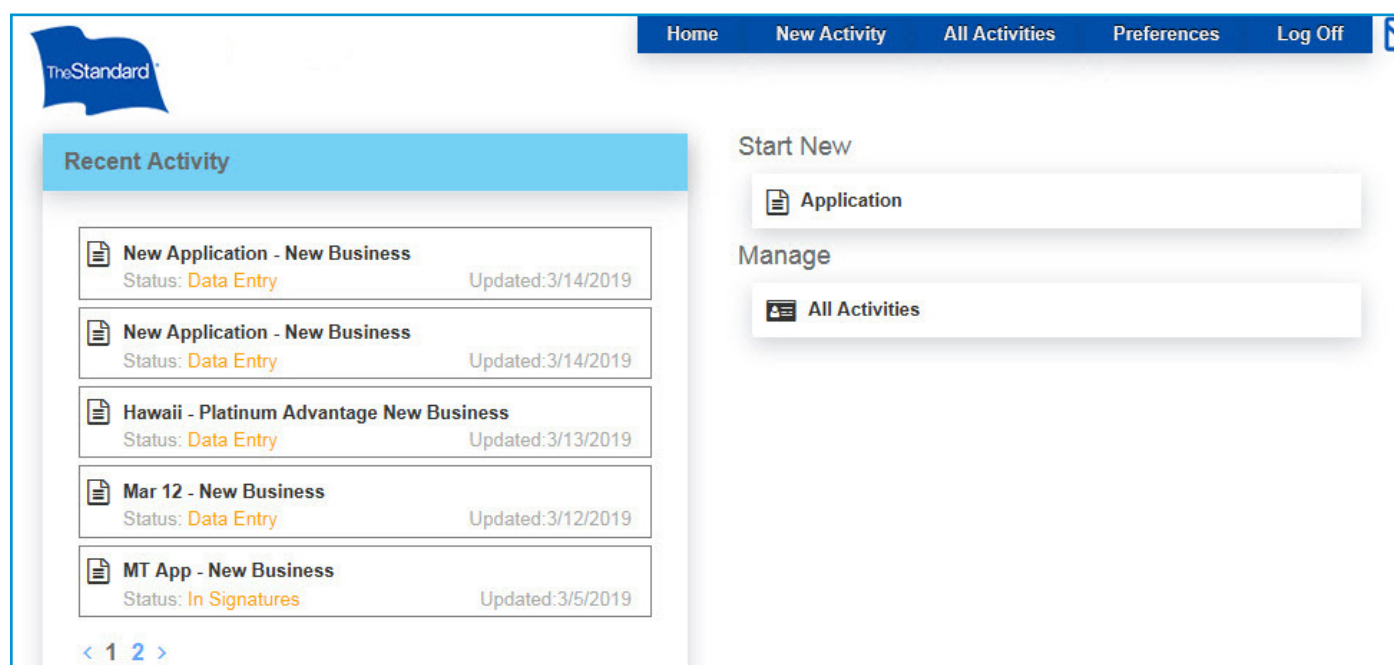 Home New Activity All Activities Preferences Log Off
TheStandard
Recent Activity
New Application - New Business
Status: Data Entry Updated:3/14/2019
New Application - New Business
Status: Data Entry Updated:3/14/2019
Hawaii - Platinum Advantage New Business
Status: Data Entry Updated:3/13/2019
Mar 12 - New Business
Status: Data Entry Updated:3/12/2019
MT App - New Business
Status: In Signatures Updated:3/5/2019
< 1 2 >
Start New
Application
Manage
All Activities